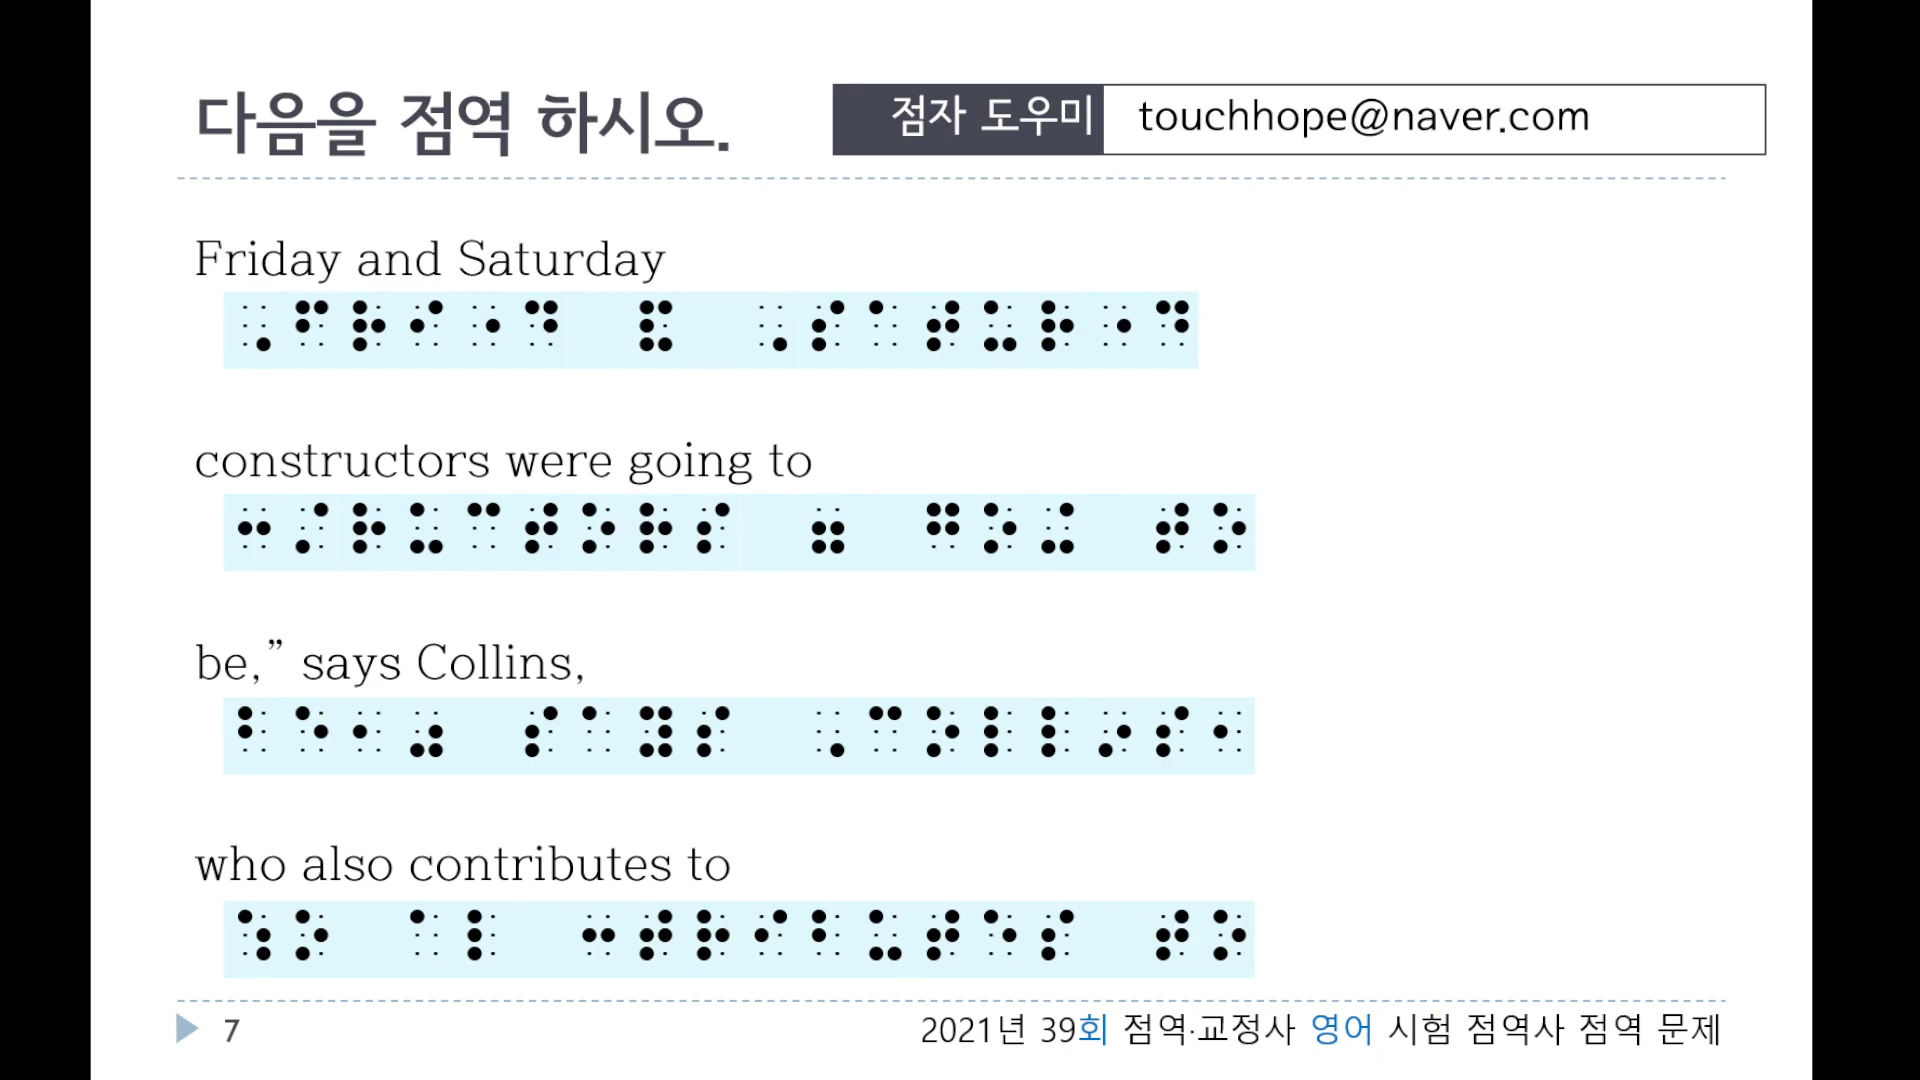 다음을 점역 하시오.
점자 도우미 touchhope@naver.com
Friday and Saturday
⠠⠋⠗⠊⠐⠙ ⠯ ⠠⠎⠁⠞⠥⠗⠐⠙
constructors were going to
⠒⠌⠗⠥⠉⠞⠕⠗⠎ ⠶ ⠛⠕⠬ ⠞⠕
be,” says Collins,
⠃⠑⠂⠴ ⠎⠁⠽⠎ ⠠⠉⠕⠇⠇⠔⠎⠂
who also contributes to
⠱⠕ ⠁⠇ ⠒⠞⠗⠊⠃⠥⠞⠑⠎ ⠞⠕
7
2021년 39회 점역·교정사 영어 시험 점역사 점역 문제